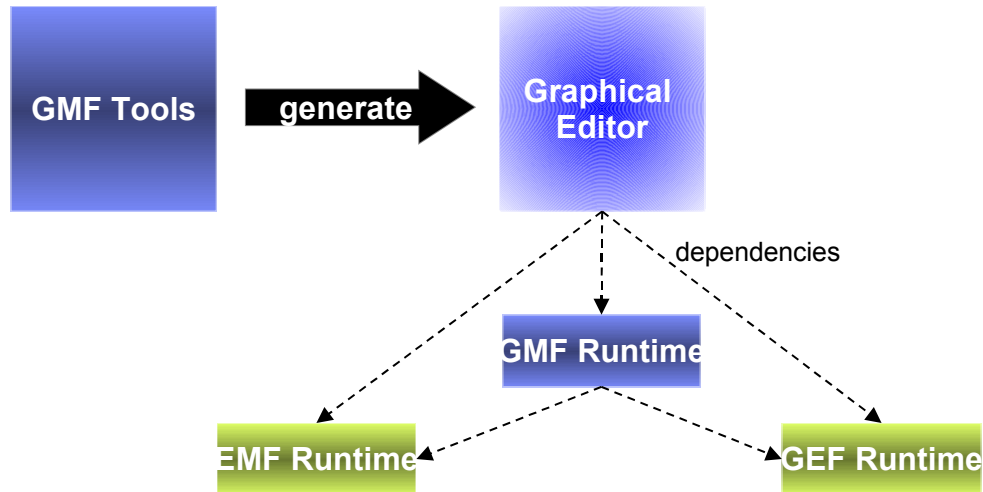 GMF Tools
generate
Graphical
Editor
dependencies
GMF Runtime
EMF Runtime
GEF Runtime